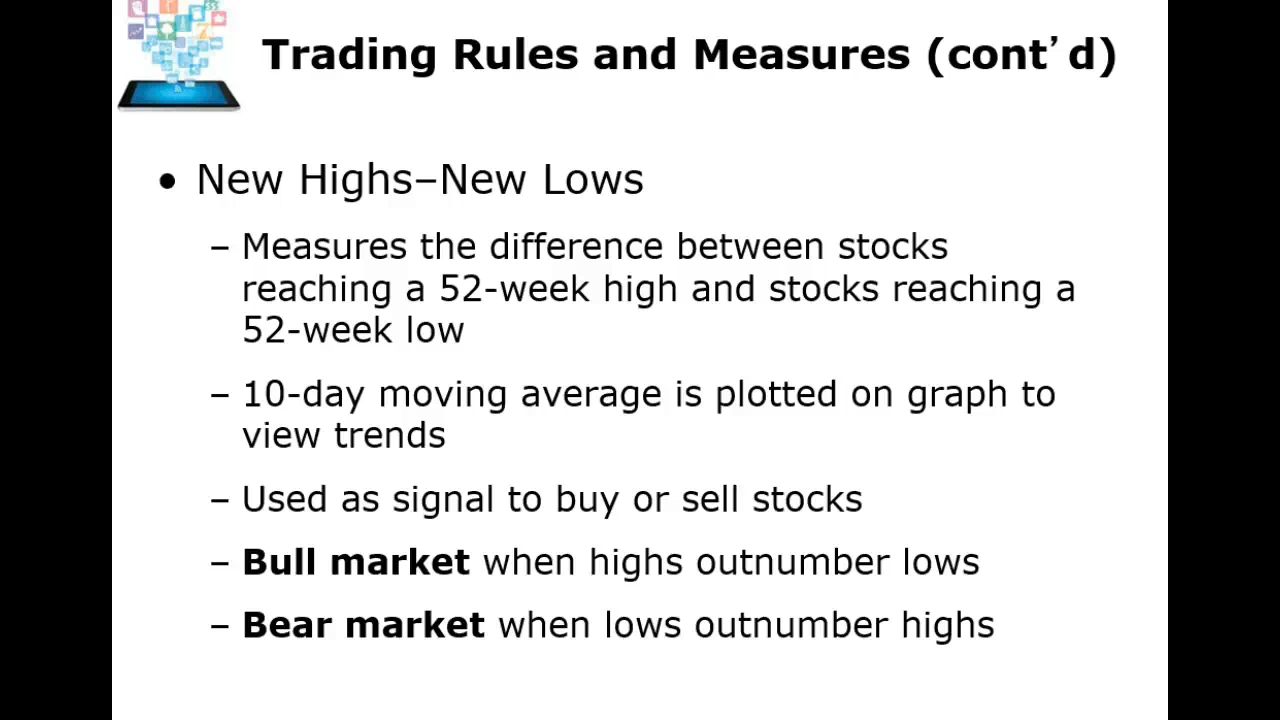 Trading Rules and Measures (cont’d)
• New Highs–New Lows
– Measures the difference between stocks
reaching a 52-week high and stocks reaching a
52-week low
– 10-day moving average is plotted on graph to
view trends
– Used as signal to buy or sell stocks
– Bull market when highs outnumber lows
– Bear market when lows outnumber highs